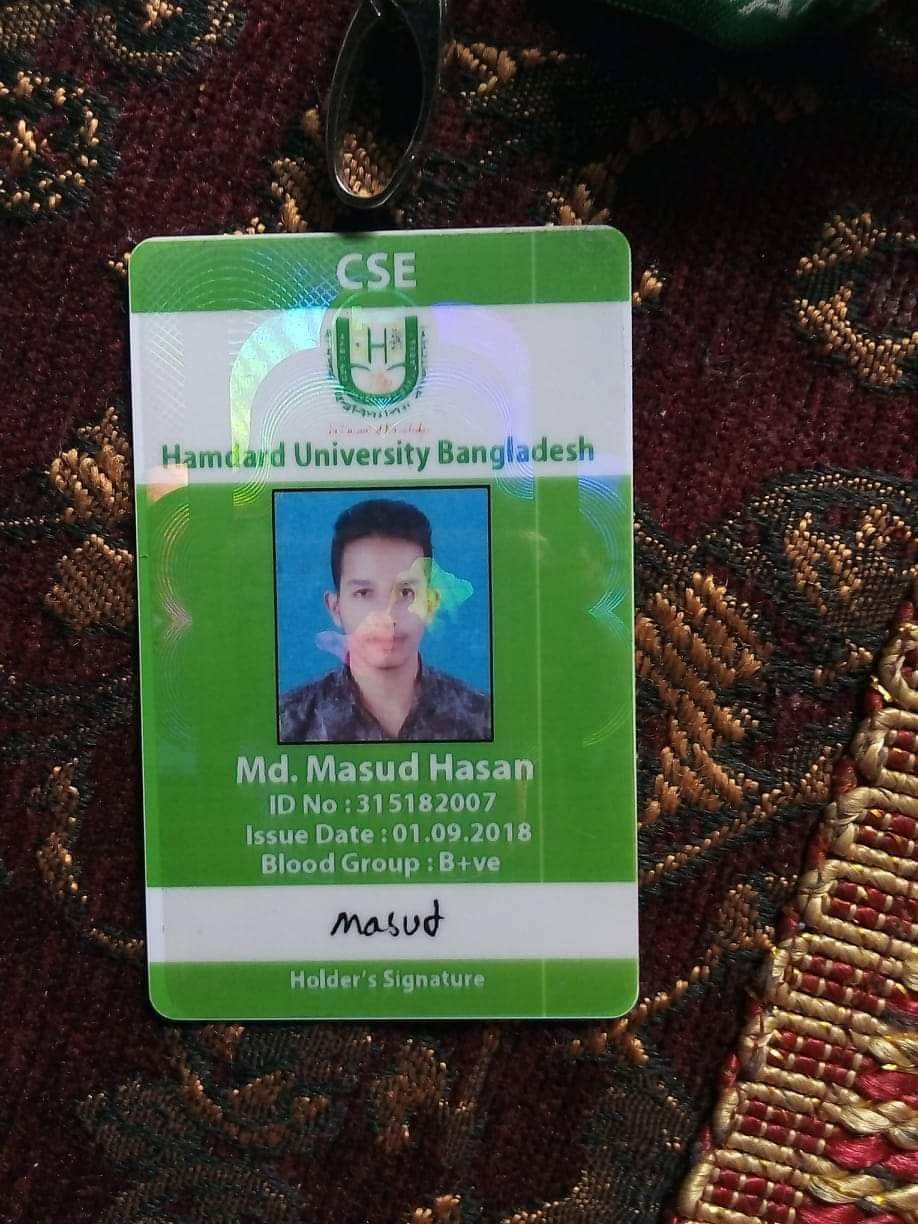 CSE
H
Hamdard University Bangladesh
Md. Masud Hasan
ID No : 315182007
Issue Date : 01.09.2018
Blood Group : B+ve
Masud
Holder's Signature